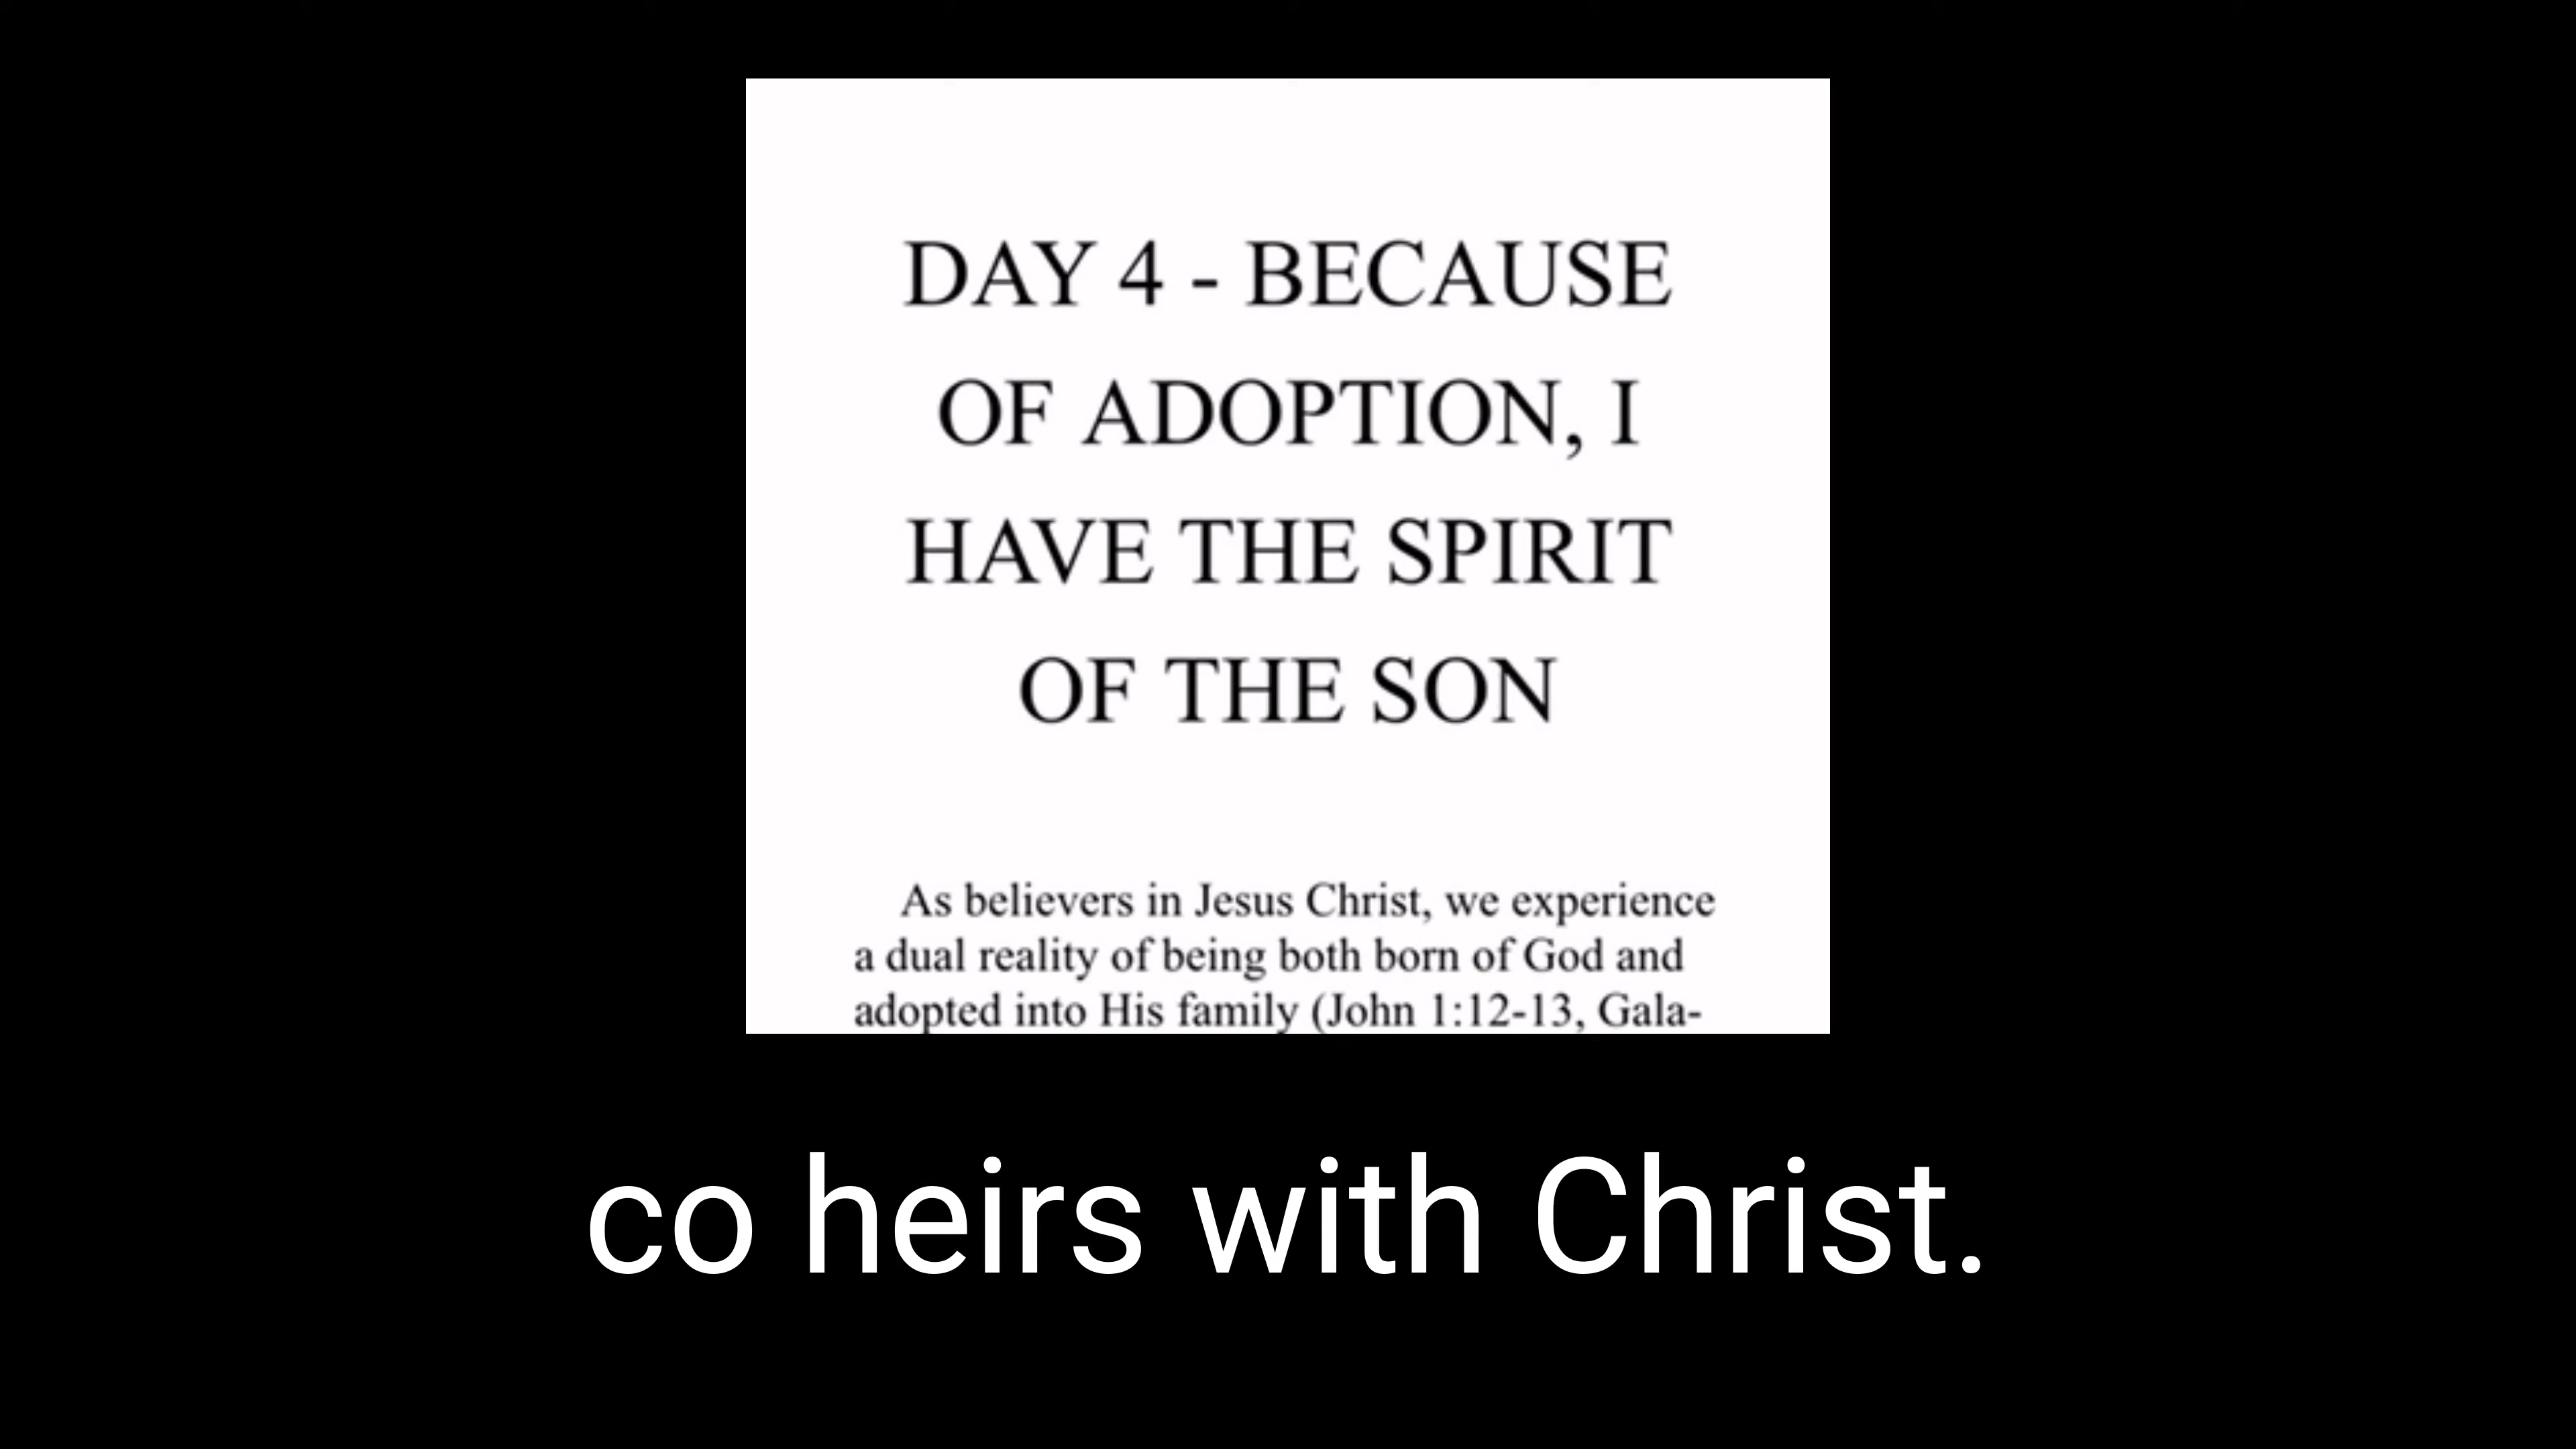 DAY 4 - BECAUSE
OF ADOPTION, I
HAVE THE SPIRIT
OF THE SON
As believers in Jesus Christ, we experience
a dual reality of being both born of God and
adopted into His family (John 1:12-13, Gala-
co heirs with Christ.